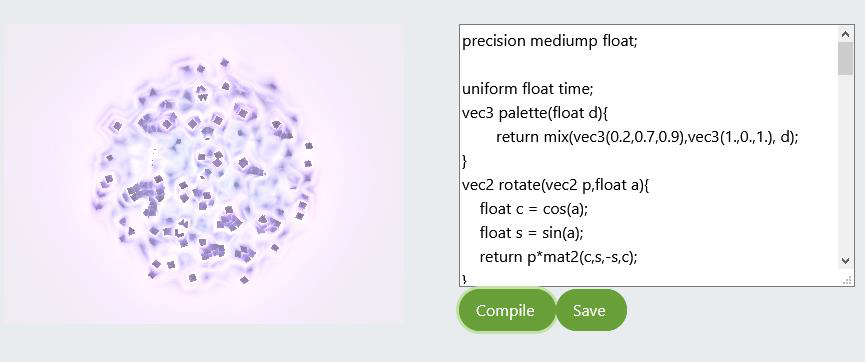 precision mediump float;
uniform float time;
vec3 palette(float d){
return mix(vec3(0.2,0.7,0.9),vec3(1.,0.,1.), d);
}
vec2 rotate(vec2 p,float a){
float c = cos(a);
float s = sin(a);
return p*mat2(c,s,-s,c);
}
Compile Save